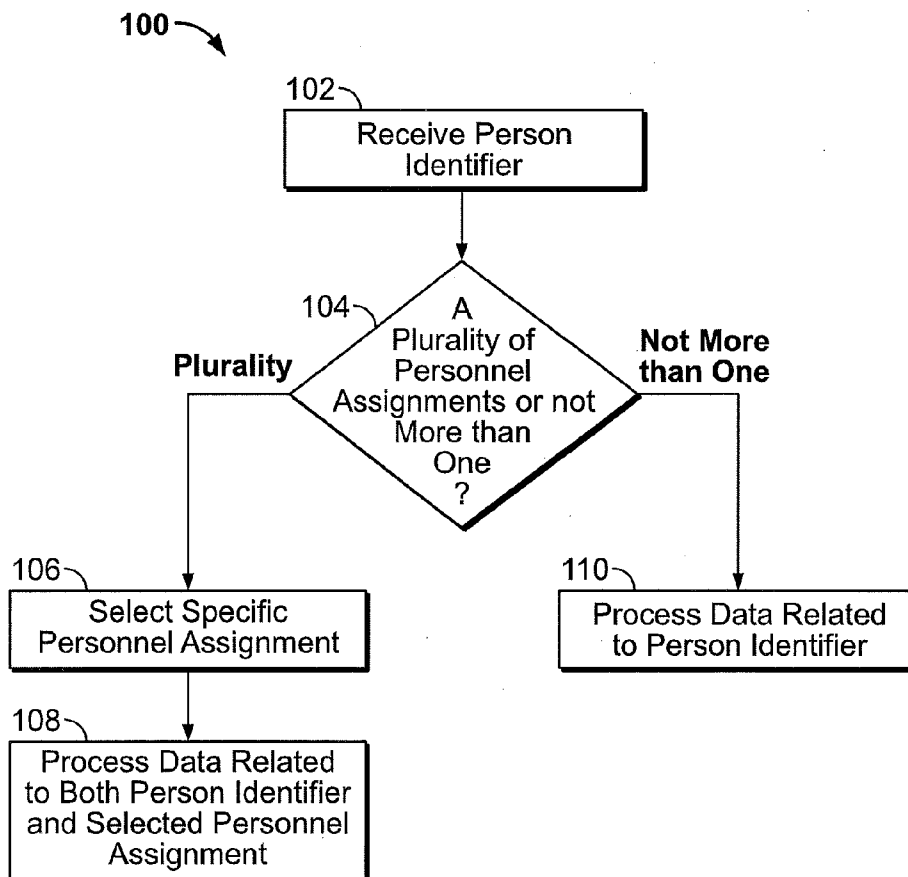 100
102
Receive Person
Identifier
104
A
Plurality of
Personnel
Assignments or not
More than
One
?
Plurality
Not More
than One
106
Select Specific
Personnel Assignment
110
Process Data Related
to Person Identifier
108
Process Data Related
to Both Person Identifier
and Selected Personnel
Assignment